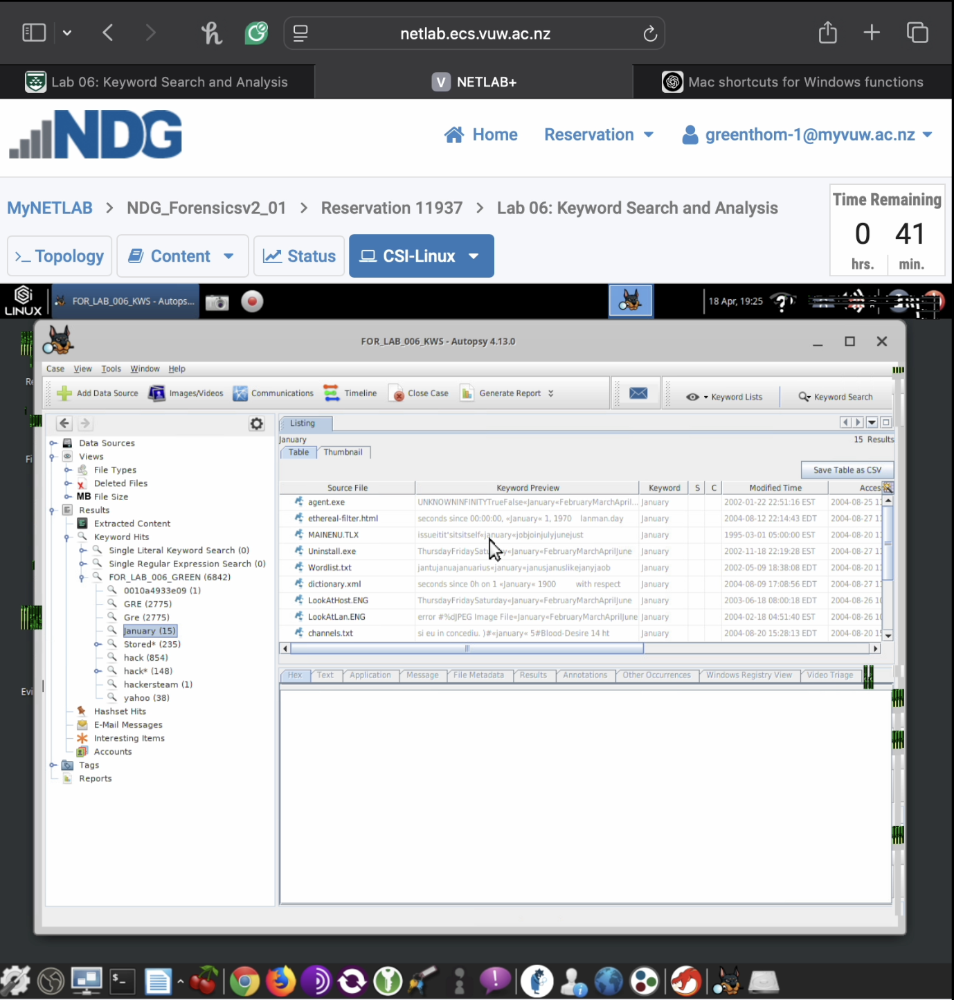 netlab.ecs.vuw.ac.nz
Lab 06: Keyword Search and Analysis
V NETLAB+
Mac shortcuts for Windows functions
NDG
Home
Reservation
greenthom-1@myvuw.ac.nz
MyNETLAB > NDG_Forensicsv2_01 > Reservation 11937 > Lab 06: Keyword Search and Analysis
Time Remaining
0 41
hrs. min.
>_ Topology
Content
Status
CSI-Linux
LINUX
FOR_LAB_006_KWS - Autops...
18 Apr, 19:25
FOR_LAB_006_KWS - Autopsy 4.13.0
Case View Tools Window Help
Add Data Source
Images/Videos
Communications
Timeline
Close Case
Generate Report
Keyword Lists
Keyword Search
Data Sources
Views
File Types
Deleted Files
MB File Size
Results
Extracted Content
Keyword Hits
Single Literal Keyword Search (0)
Single Regular Expression Search (0)
FOR_LAB_006_GREEN (6842)
0010a4933e09 (1)
GRE (2775)
Gre (2775)
January (15)
Stored* (235)
hack (854)
hack* (148)
hackersteam (1)
yahoo (38)
Hashset Hits
E-Mail Messages
Interesting Items
Accounts
Tags
Reports
Listing
January
15 Results
Table Thumbnail
Save Table as CSV
Source File Keyword Preview Keyword S C Modified Time Acces
agent.exe UNKNOWNINFINITYTrueFalse«January«FebruaryMarchApril... January 2002-01-22 22:51:16 EST 2004-08-25 1
ethereal-filter.html seconds since 00:00:00, «January« 1, 1970 lanman.day January 2004-08-12 22:14:43 EDT 2004-08-27 1
MAINENU.TLX issueitit'sitsitself«january«jobjoinjulyjunejust January 1995-03-01 05:00:00 EST 2004-08-20 1
Uninstall.exe ThursdayFridaySat y«January«FebruaryMarchAprilJune January 2002-11-18 22:19:28 EST 2004-08-27 1
Wordlist.txt jantujanuajanuarius«january«janusjanuslikejanyjaob January 2002-05-09 18:38:08 EDT 2004-08-20 1
dictionary.xml seconds since 0h on 1 «January« 1900 with respect January 2004-08-09 17:08:56 EDT 2004-08-27 1
LookAtHost.ENG ThursdayFridaySaturday«January«FebruaryMarchAprilJune January 2003-06-18 08:00:18 EDT 2004-08-26 1
LookAtLan.ENG error #%dJPEG Image File«January«FebruaryMarchAprilJune January 2004-02-18 04:51:40 EST 2004-08-26 1
channels.txt si eu in concediu. )#«january« 5#Blood-Desire 14 ht January 2004-08-20 15:28:13 EDT 2004-08-20 1
Hex Text Application Message File Metadata Results Annotations Other Occurrences Windows Registry View Video Triage
Evi